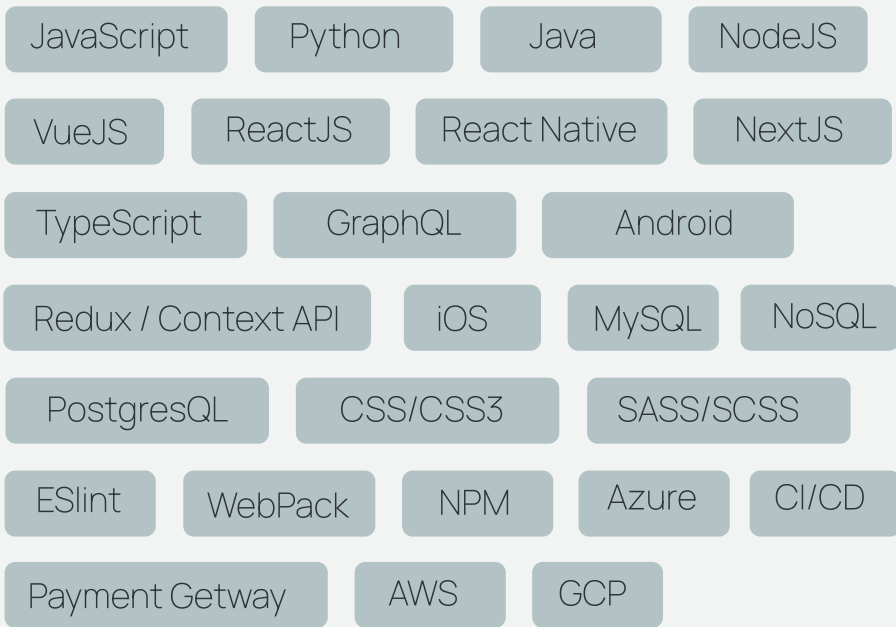 JavaScript Python Java NodeJS
VueJS ReactJS React Native NextJS
TypeScript GraphQL Android
Redux / Context API iOS MySQL NoSQL
PostgresQL CSS/CSS3 SASS/SCSS
ESlint WebPack NPM Azure CI/CD
Payment Getway AWS GCP